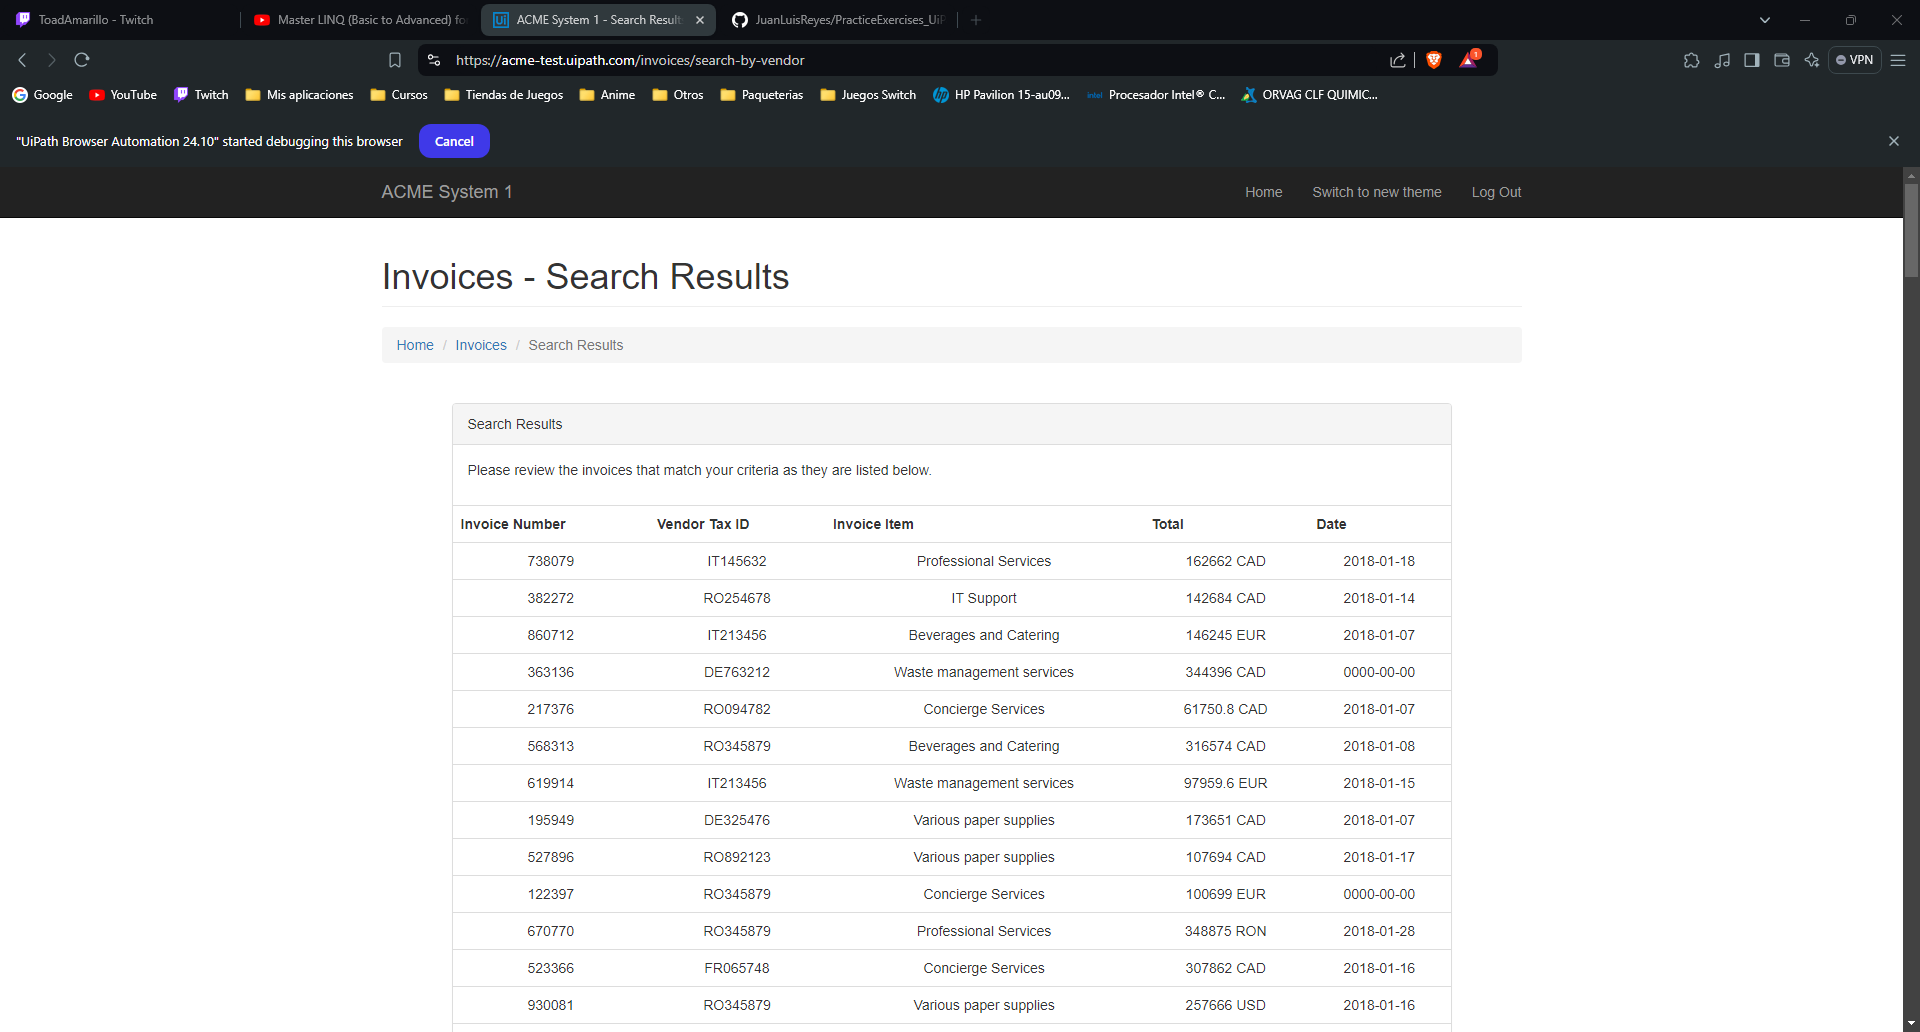 ToadAmarillo - Twitch
Master LINQ (Basic to Advanced) fo
ACME System 1 - Search Result
JuanLuisReyes/PracticeExercises_UiP
https://acme-test.uipath.com/invoices/search-by-vendor
1
VPN
Google YouTube Twitch Mis aplicaciones Cursos Tiendas de Juegos Anime Otros Paqueterias Juegos Switch HP Pavilion 15-au09... intel Procesador Intel® C... ORVAG CLF QUIMIC...
"UiPath Browser Automation 24.10" started debugging this browser Cancel
ACME System 1 Home Switch to new theme Log Out
Invoices - Search Results
Home / Invoices / Search Results
Search Results
Please review the invoices that match your criteria as they are listed below.
Invoice Number Vendor Tax ID Invoice Item Total Date
738079 IT145632 Professional Services 162662 CAD 2018-01-18
382272 RO254678 IT Support 142684 CAD 2018-01-14
860712 IT213456 Beverages and Catering 146245 EUR 2018-01-07
363136 DE763212 Waste management services 344396 CAD 0000-00-00
217376 RO094782 Concierge Services 61750.8 CAD 2018-01-07
568313 RO345879 Beverages and Catering 316574 CAD 2018-01-08
619914 IT213456 Waste management services 97959.6 EUR 2018-01-15
195949 DE325476 Various paper supplies 173651 CAD 2018-01-07
527896 RO892123 Various paper supplies 107694 CAD 2018-01-17
122397 RO345879 Concierge Services 100699 EUR 0000-00-00
670770 RO345879 Professional Services 348875 RON 2018-01-28
523366 FR065748 Concierge Services 307862 CAD 2018-01-16
930081 RO345879 Various paper supplies 257666 USD 2018-01-16